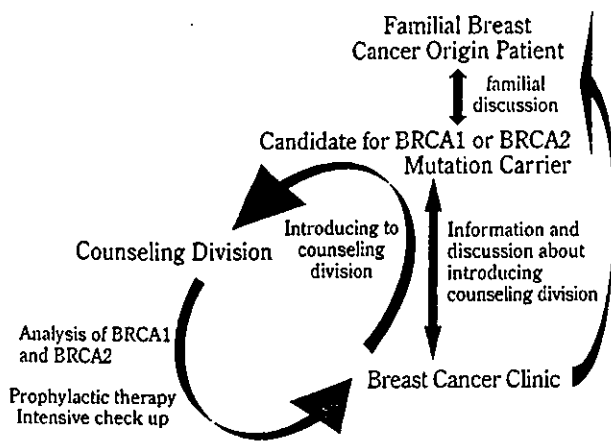 Familial Breast
Cancer Origin Patient
familial
discussion
Candidate for BRCA1 or BRCA2
Mutation Carrier
Introducing to
counseling
division
Information and
discussion about
introducing
counseling division
Counseling Division
Analysis of BRCA1
and BRCA2
Prophylactic therapy
Intensive check up
Breast Cancer Clinic